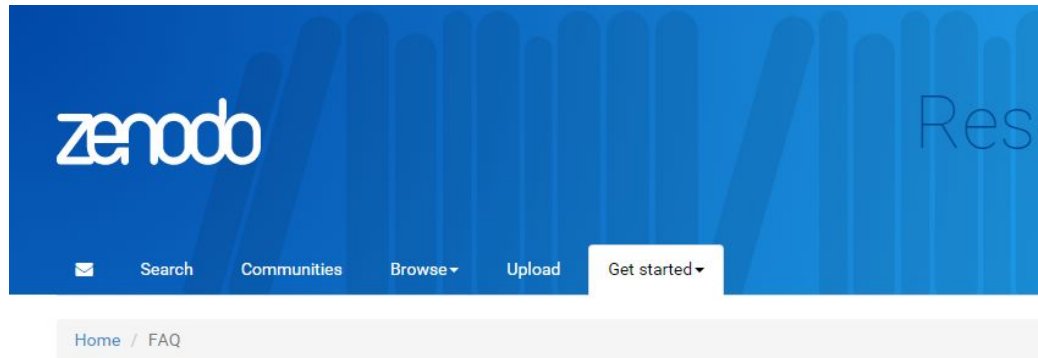 zenodo
Res
Search Communities Browse Upload Get started
Home / FAQ